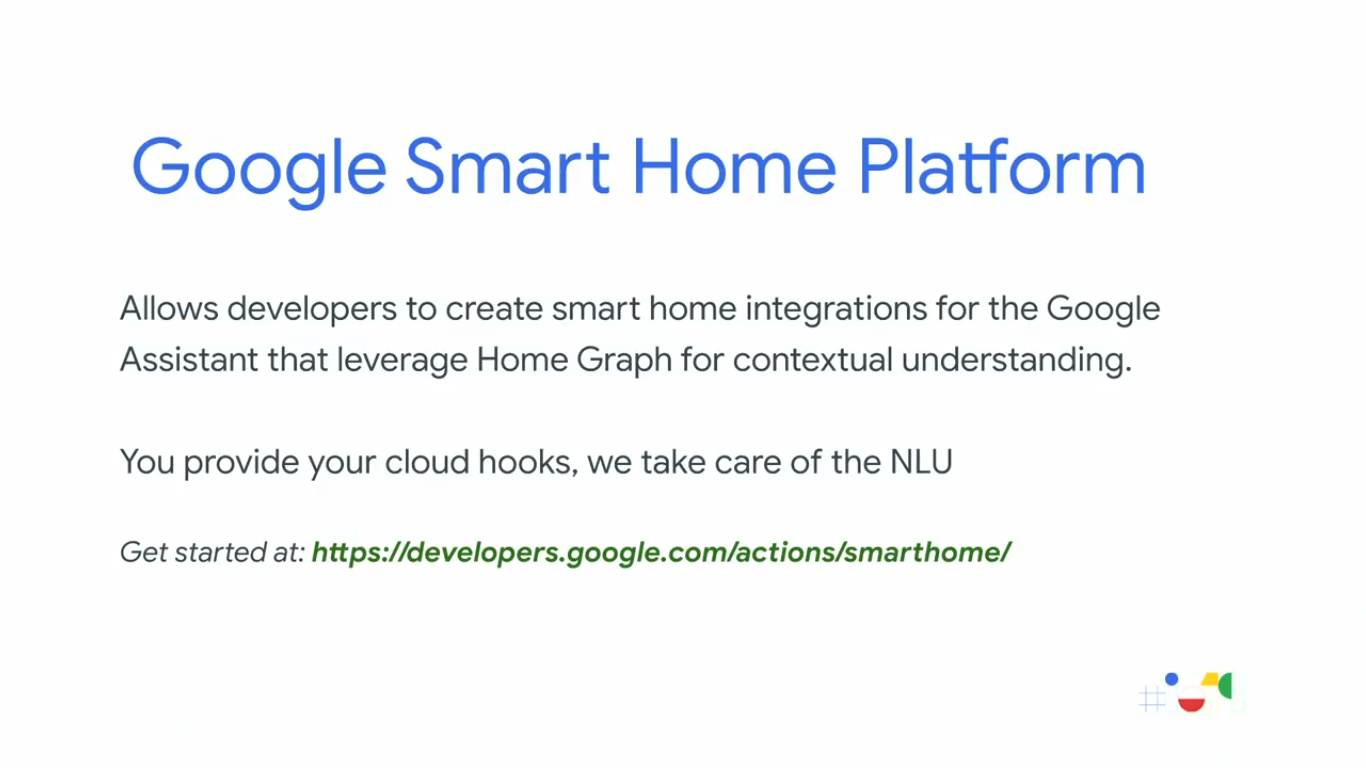 Google Smart Home Platform
Allows developers to create smart home integrations for the Google
Assistant that leverage Home Graph for contextual understanding.
You provide your cloud hooks, we take care of the NLU
Get started at: https://developers.google.com/actions/smarthome/